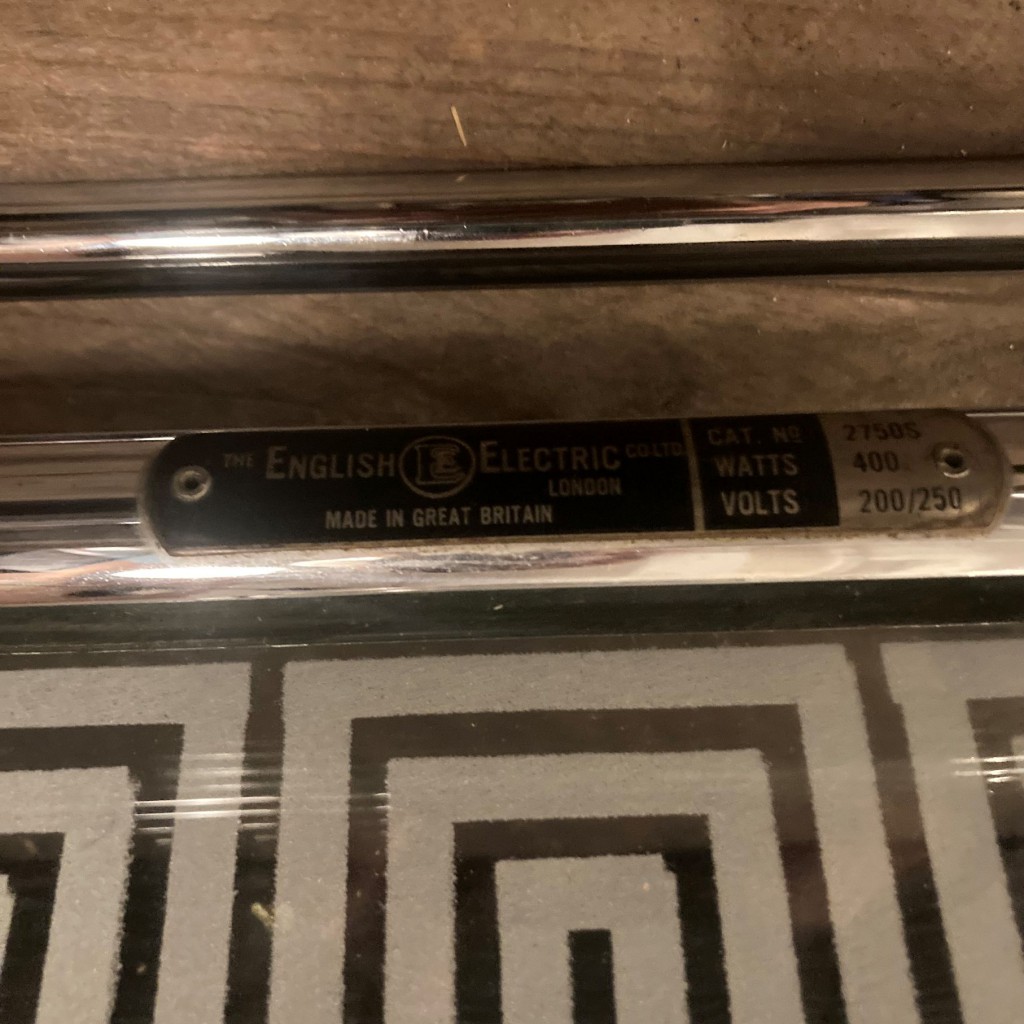 THE ENGLISH E ELECTRIC CO LTD
LONDON
MADE IN GREAT BRITAIN
CAT. Nº 2750S
WATTS 400
VOLTS 200/250